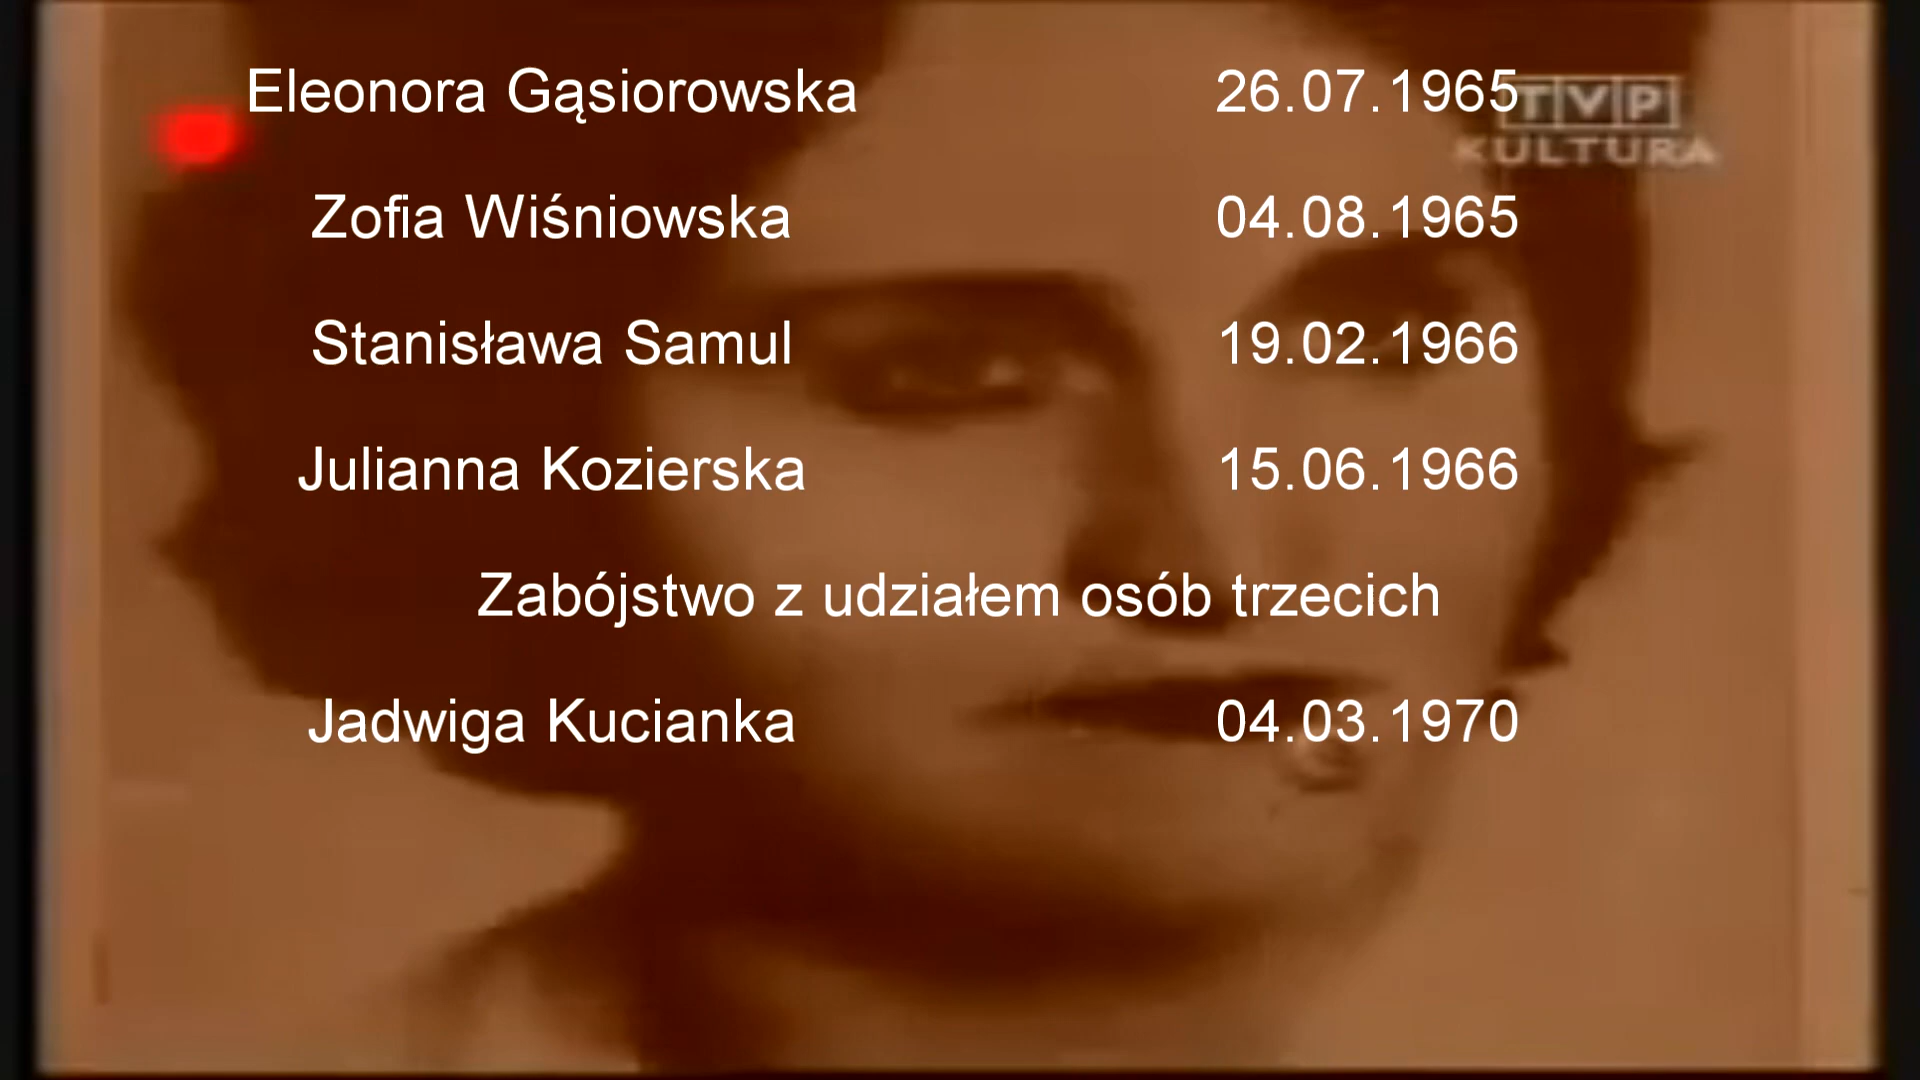 Eleonora Gąsiorowska 26.07.1965
TVP
KULTURA
Zofia Wiśniowska 04.08.1965
Stanisława Samul 19.02.1966
Julianna Kozierska 15.06.1966
Zabójstwo z udziałem osób trzecich
Jadwiga Kucianka 04.03.1970